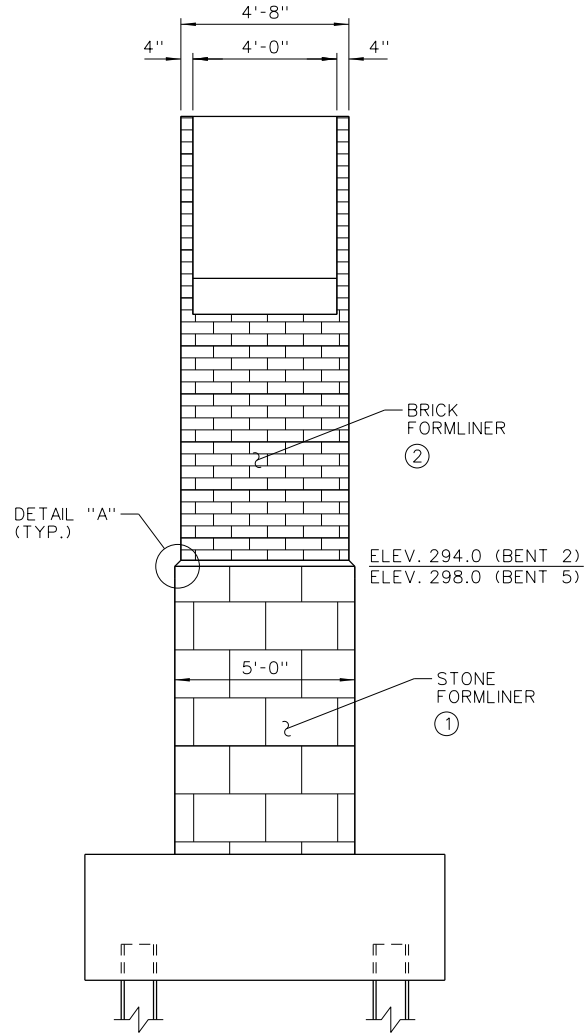 4'-8"
4" 4'-0" 4"
BRICK
FORMLINER
2
DETAIL "A"
(TYP.)
ELEV. 294.0 (BENT 2)
ELEV. 298.0 (BENT 5)
5'-0"
STONE
FORMLINER
1